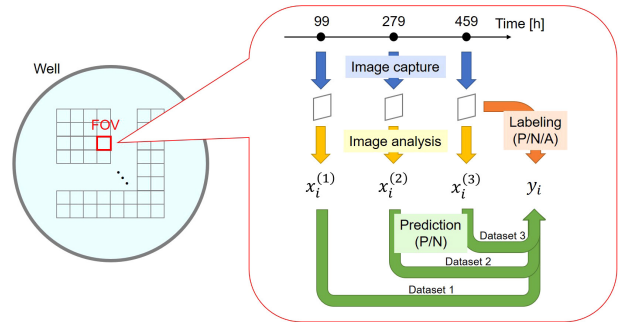 99 279 459 Time [h]
Well
Image capture
FOV
Labeling
(P/N/A)
Image analysis
x_i^(1) x_i^(2) x_i^(3) y_i
Prediction
(P/N)
Dataset 3
Dataset 2
Dataset 1